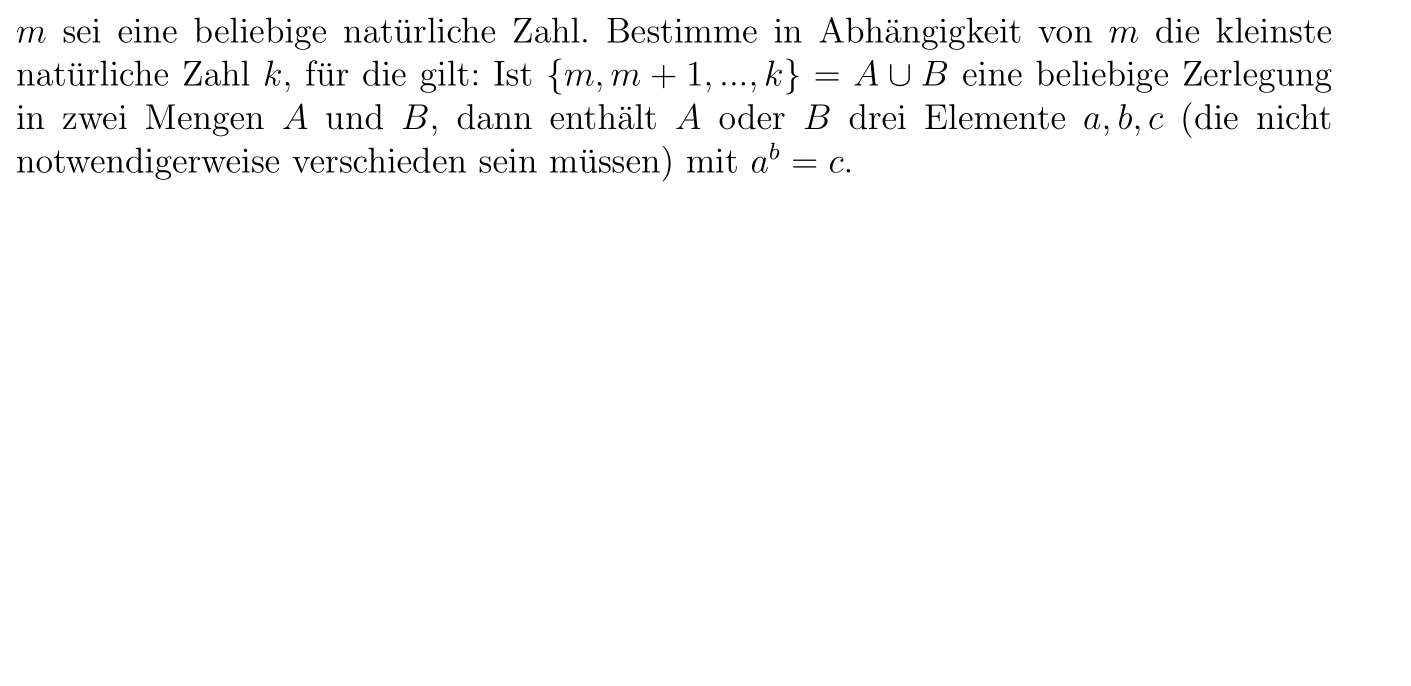 m sei eine beliebige natürliche Zahl. Bestimme in Abhängigkeit von m die kleinste
natürliche Zahl k, für die gilt: Ist {m, m + 1, ..., k} = A ∪ B eine beliebige Zerlegung
in zwei Mengen A und B, dann enthält A oder B drei Elemente a, b, c (die nicht
notwendigerweise verschieden sein müssen) mit a^b = c.